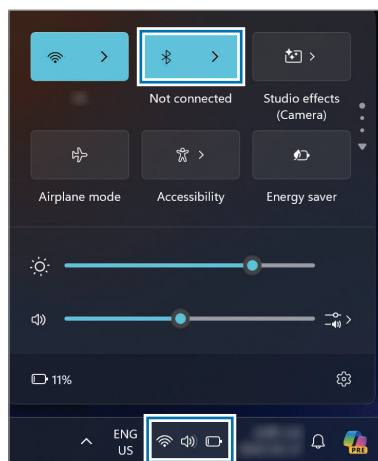 Not connected
Studio effects
(Camera)
Airplane mode
Accessibility
Energy saver
11%
ENG
US
PRE